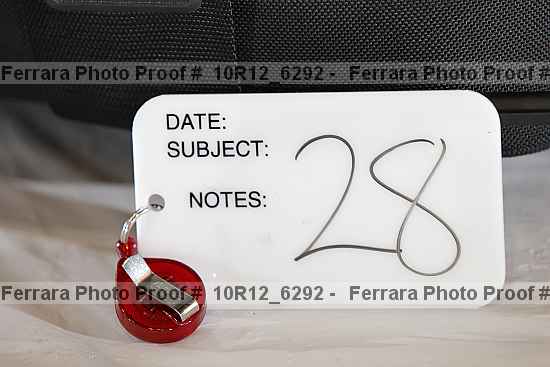 Ferrara Photo Proof # 10R12_6292 - Ferrara Photo Proof #
DATE:
SUBJECT:
28
NOTES:
Ferrara Photo Proof # 10R12_6292 - Ferrara Photo Proof #